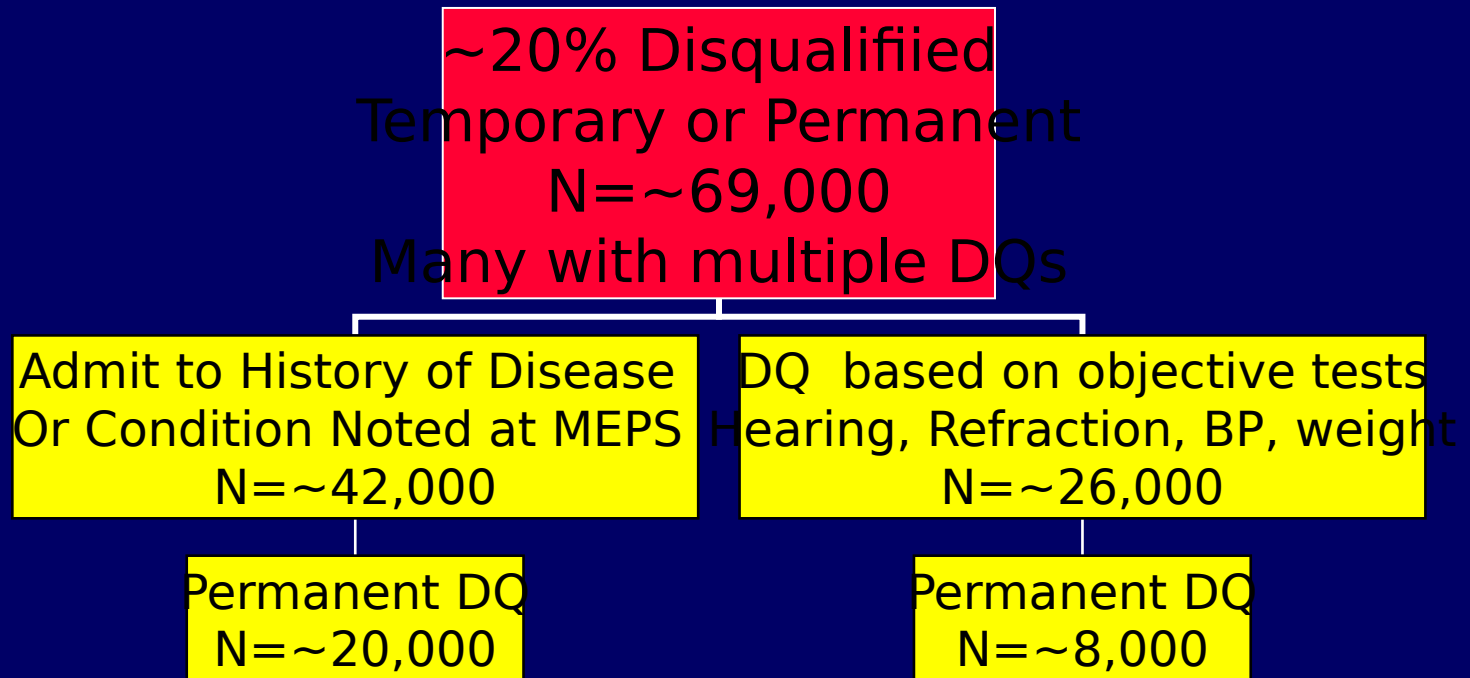 ~20% Disqualifiied
Temporary or Permanent
N=~69,000
Many with multiple DQs
Admit to History of Disease
Or Condition Noted at MEPS
N=~42,000
DQ  based on objective tests
Hearing, Refraction, BP, weight
N=~26,000
Permanent DQ
N=~20,000
Permanent DQ
N=~8,000